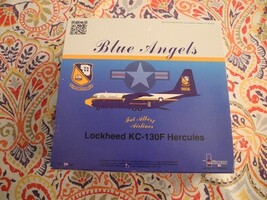 Blue Angels
Fat Albert
Airlines
Lockheed KC-130F Hercules